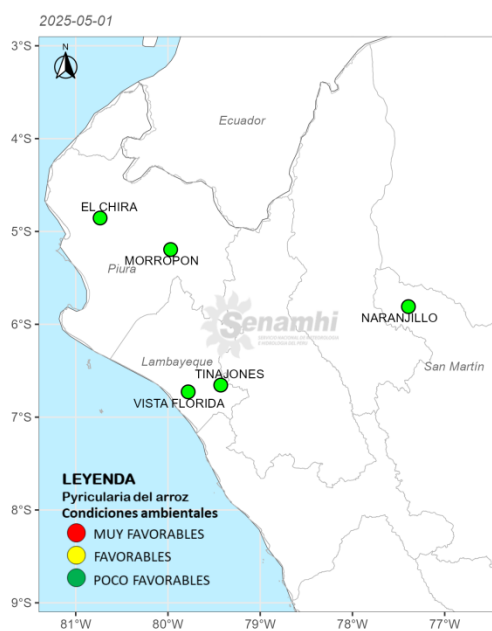 2025-05-01
3°S
N
Ecuador
4°S
EL CHIRA
5°S
MORROPON
Piura
NARANJILLO
6°S
Senamhi
Lambayeque
San Martín
TINAJONES
VISTA FLORIDA
7°S
LEYENDA
Pyricularia del arroz
Condiciones ambientales
8°S
MUY FAVORABLES
FAVORABLES
POCO FAVORABLES
9°S
81°W
80°W
79°W
78°W
77°W